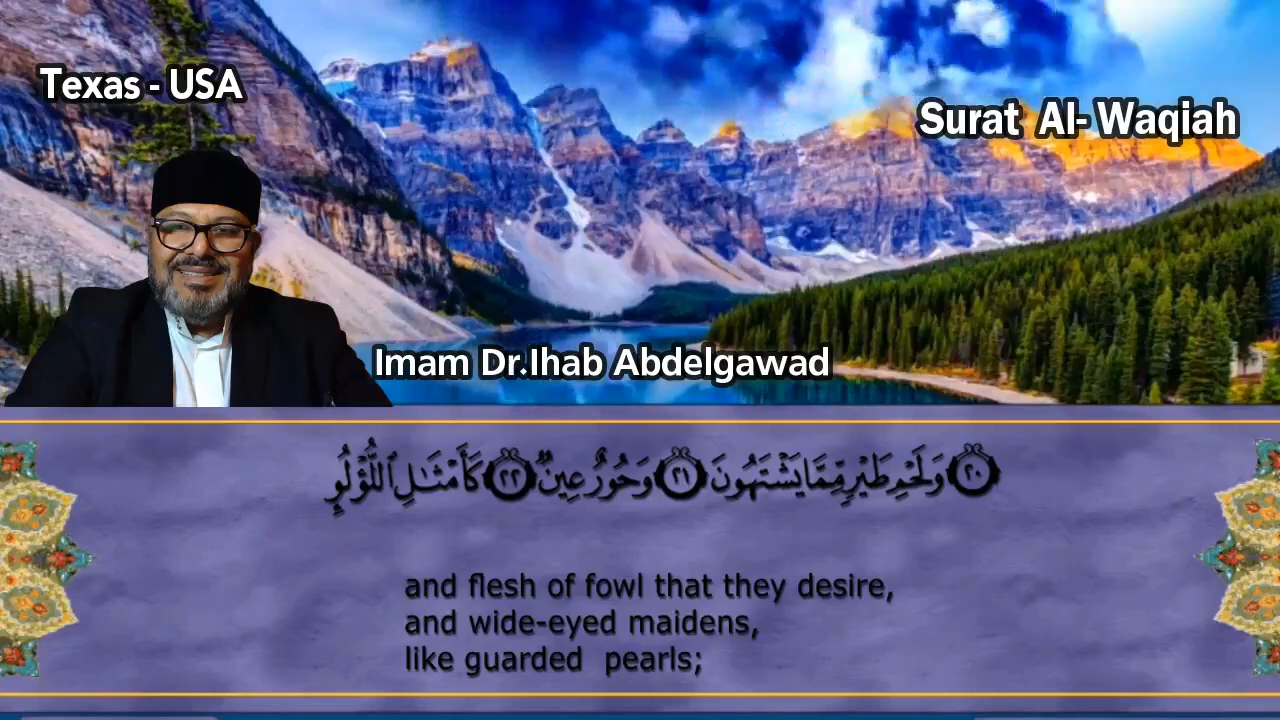 Texas - USA
Surat Al- Waqiah
Imam Dr.Ihab Abdelgawad
٢٠ وَلَحْمِ طَيْرٍ مِّمَّا يَشْتَهُونَ ٢١ وَحُورٌ عِينٌ ٢٢ كَأَمْثَـٰلِ ٱللُّؤْلُوِٕ
and flesh of fowl that they desire,
and wide-eyed maidens,
like guarded pearls;